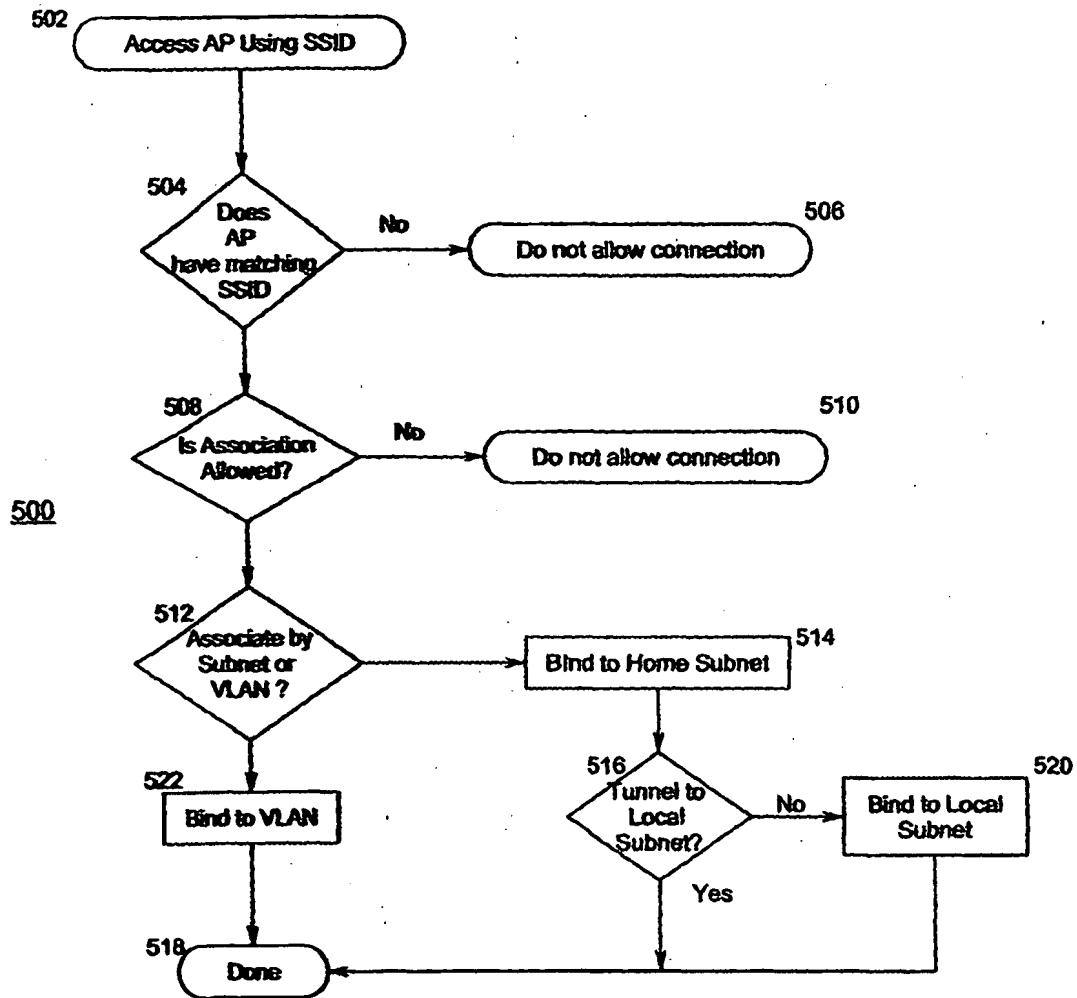 502
Access AP Using SSID
504
Does
AP
have matching
SSID
No
506
Do not allow connection
508
Is Association
Allowed?
No
510
Do not allow connection
500
512
Associate by
Subnet or
VLAN ?
514
Bind to Home Subnet
516
Tunnel to
Local
Subnet?
No
520
Bind to Local
Subnet
Yes
522
Bind to VLAN
518
Done